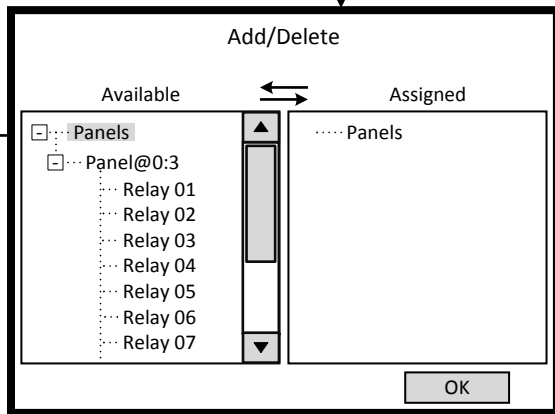 Add/Delete
Available
Assigned
Panels
Panel@0:3
Relay 01
Relay 02
Relay 03
Relay 04
Relay 05
Relay 06
Relay 07
Panels
OK